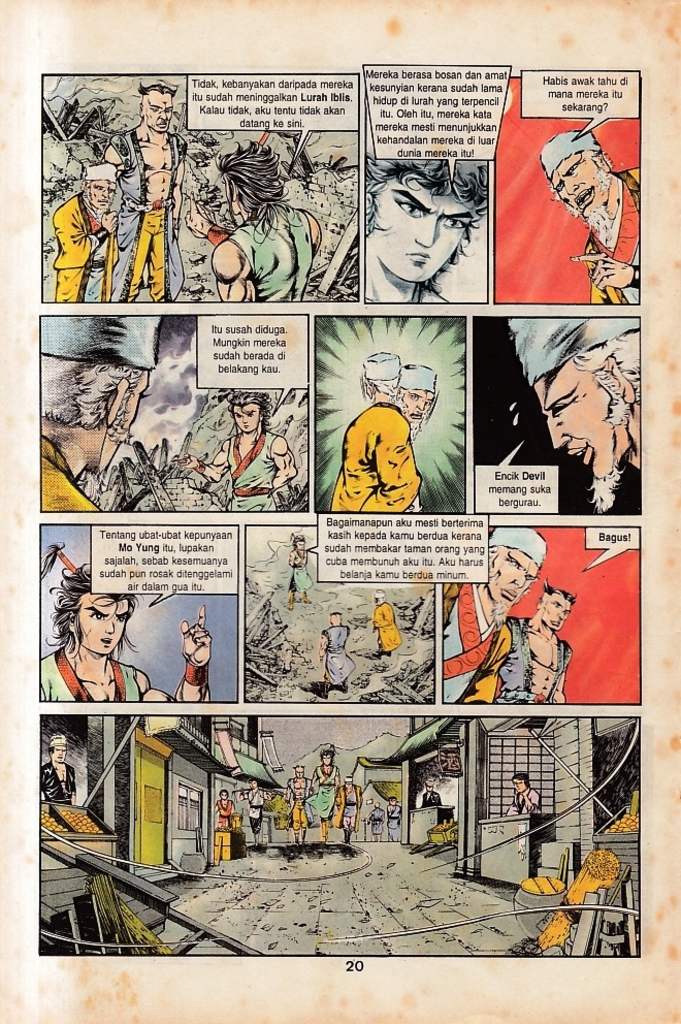 Tidak, kebanyakan daripada mereka
itu sudah meninggalkan Lurah Iblis.
Kalau tidak, aku tentu tidak akan
datang ke sini.
Mereka berasa bosan dan amat
kesunyian kerana sudah lama
hidup di lurah yang terpencil
itu. Oleh itu, mereka kata
mereka mesti menunjukkan
kehandalan mereka di luar
dunia mereka itu!
Habis awak tahu di
mana mereka itu
sekarang?
Itu susah diduga.
Mungkin mereka
sudah berada di
belakang kau.
Encik Devil
memang suka
bergurau.
Tentang ubat-ubat kepunyaan
Mo Yung itu, lupakan
sajalah, sebab kesemuanya
sudah pun rosak ditenggelami
air dalam gua itu.
Bagaimanapun aku mesti berterima
kasih kepada kamu berdua kerana
sudah membakar taman orang yang
cuba membunuh aku itu. Aku harus
belanja kamu berdua minum.
Bagus!
20